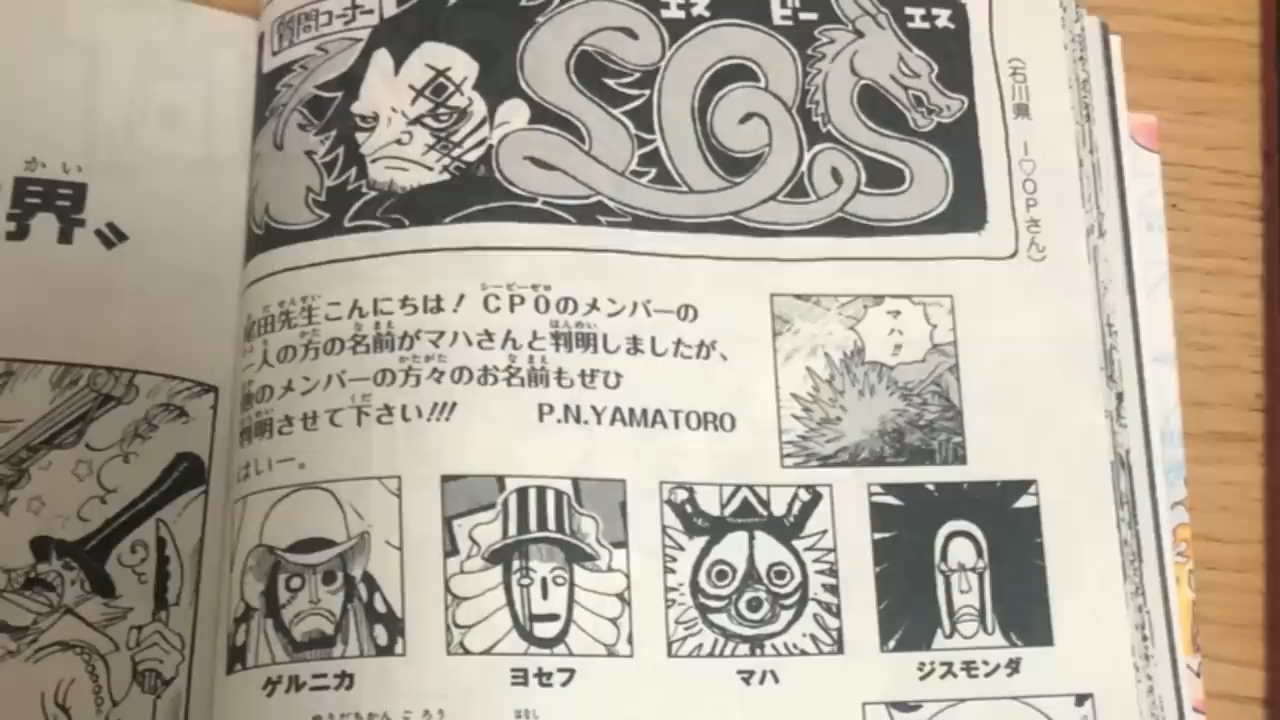 質問コーナー
エス ビー エス
SBS
(石川県 I♡OPさん)
かい
界〟
尾田先生こんにちは! CP0のメンバーの
一人の方の名前がマハさんと判明しましたが、
他のメンバーの方々のお名前もぜひ
判明させて下さい!!!
P.N.YAMATORO
マハ!!
はいー。
ゲルニカ
ヨセフ
マハ
ジスモンダ